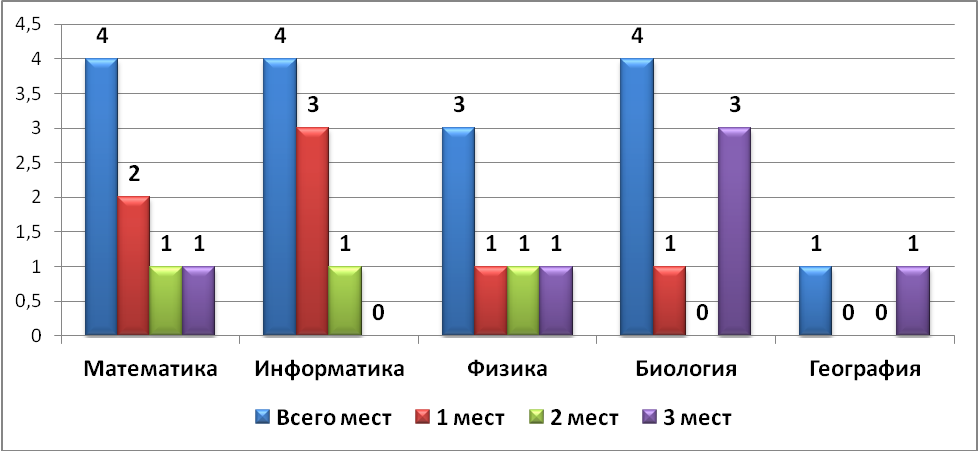 4,5
4
3,5
3
2,5
2
1,5
1
0,5
0
4 2 1 1
4 3 1 0
3 1 1 1
4 1 0 3
1 0 0 1
Математика Информатика Физика Биология География
Всего мест 1 мест 2 мест 3 мест